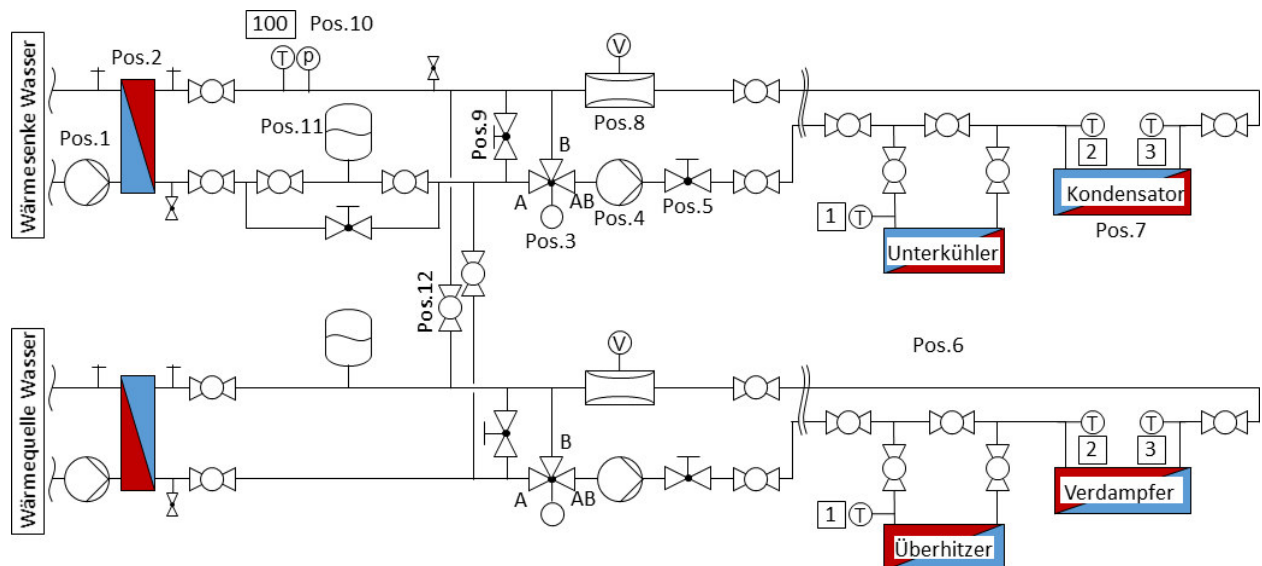 100
Pos.10
T
p
V
Pos.2
Wärmesenke Wasser
Pos.1
Pos.11
Pos.9
Pos.8
B
A
AB
Pos.3
Pos.4
Pos.5
T
T
2
3
Kondensator
Pos.7
1
T
Unterkühler
Pos.12
Wärmequelle Wasser
V
Pos.6
B
A
AB
T
T
2
3
Verdampfer
1
T
Überhitzer